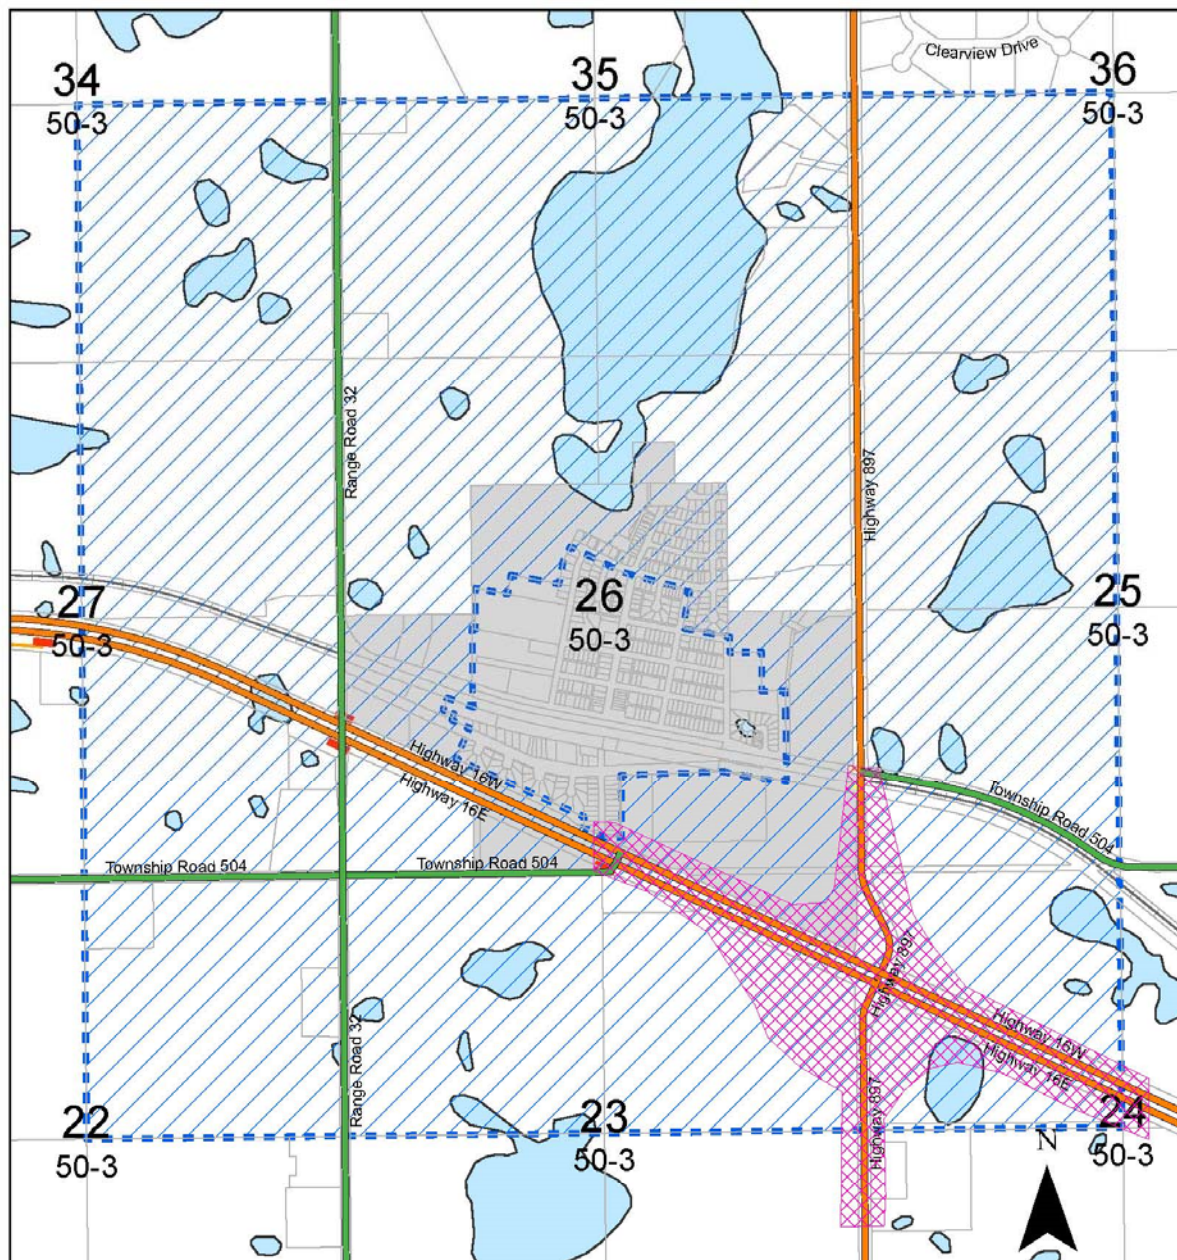 Clearview Drive
34
50-3
35
50-3
36
50-3
Range Road 32
Highway 897
27
50-3
26
50-3
25
50-3
Highway 16W
Highway 16E
Township Road 504
Township Road 504
Township Road 504
Highway 897
Highway 16W
Highway 16E
Range Road 32
Highway 897
22
50-3
23
50-3
24
50-3
N